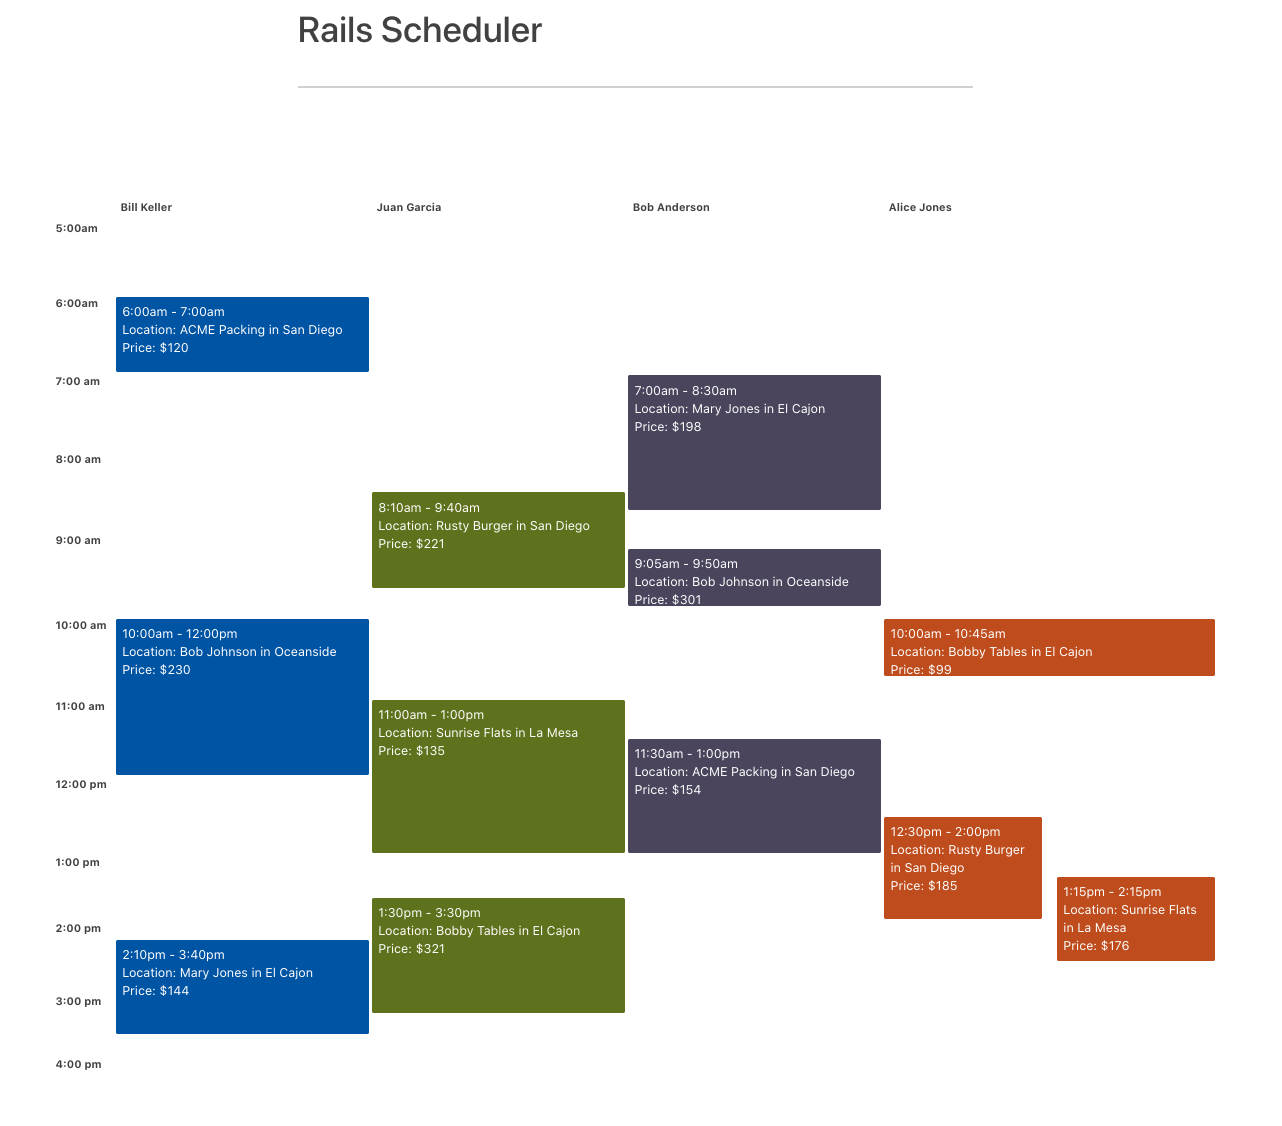 Rails Scheduler
Bill Keller
Juan Garcia
Bob Anderson
Alice Jones
5:00am
6:00am
6:00am - 7:00am
Location: ACME Packing in San Diego
Price: $120
7:00 am
7:00am - 8:30am
Location: Mary Jones in El Cajon
Price: $198
8:00 am
8:10am - 9:40am
Location: Rusty Burger in San Diego
Price: $221
9:00 am
9:05am - 9:50am
Location: Bob Johnson in Oceanside
Price: $301
10:00 am
10:00am - 12:00pm
Location: Bob Johnson in Oceanside
Price: $230
10:00am - 10:45am
Location: Bobby Tables in El Cajon
Price: $99
11:00 am
11:00am - 1:00pm
Location: Sunrise Flats in La Mesa
Price: $135
11:30am - 1:00pm
Location: ACME Packing in San Diego
Price: $154
12:00 pm
12:30pm - 2:00pm
Location: Rusty Burger
in San Diego
Price: $185
1:00 pm
1:15pm - 2:15pm
Location: Sunrise Flats
in La Mesa
Price: $176
1:30pm - 3:30pm
Location: Bobby Tables in El Cajon
Price: $321
2:00 pm
2:10pm - 3:40pm
Location: Mary Jones in El Cajon
Price: $144
3:00 pm
4:00 pm